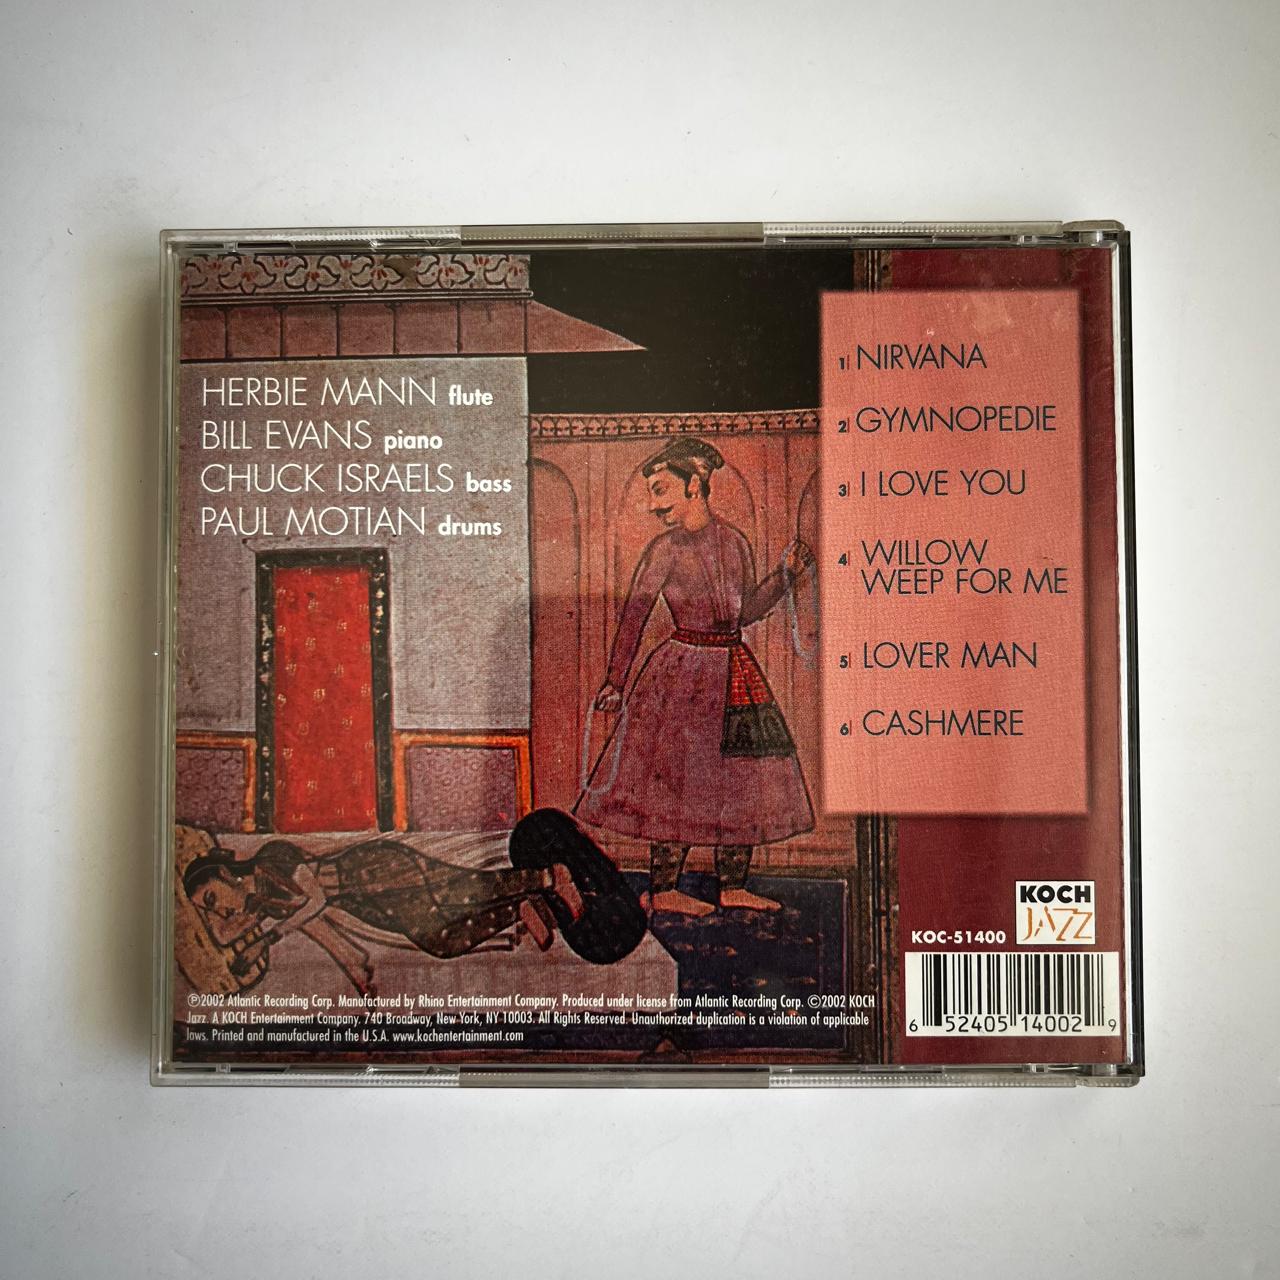 HERBIE MANN flute
BILL EVANS piano
CHUCK ISRAELS bass
PAUL MOTIAN drums
1 NIRVANA
2 GYMNOPEDIE
3 I LOVE YOU
4 WILLOW
WEEP FOR ME
5 LOVER MAN
6 CASHMERE
KOCH
JAZZ
KOC-51400
6 52405 14002 9
℗2002 Atlantic Recording Corp. Manufactured by Rhino Entertainment Company. Produced under license from Atlantic Recording Corp. ©2002 KOCH
Jazz. A KOCH Entertainment Company. 740 Broadway, New York, NY 10003. All Rights Reserved. Unauthorized duplication is a violation of applicable
laws. Printed and manufactured in the U.S.A. www.kochentertainment.com